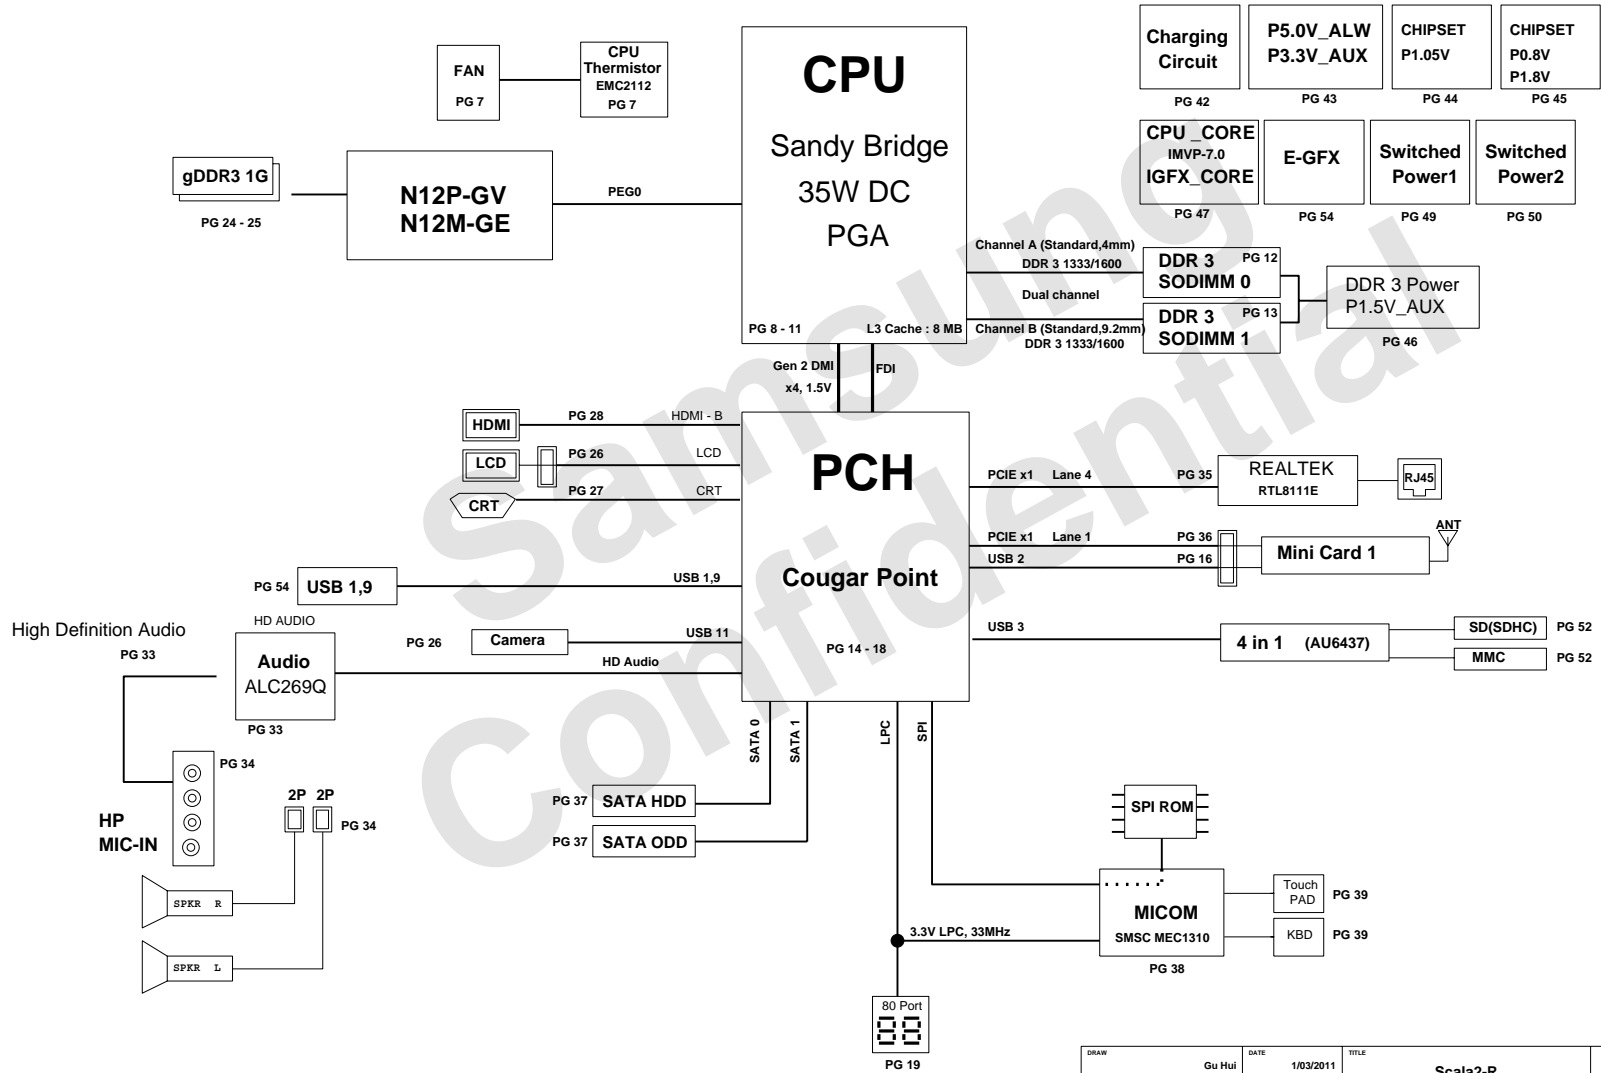 Charging
Circuit
PG 42
P5.0V_ALW
P3.3V_AUX
PG 43
CHIPSET
P1.05V
PG 44
CHIPSET
P0.8V
P1.8V
PG 45
CPU _CORE
IMVP-7.0
IGFX_CORE
PG 47
E-GFX
PG 54
Switched
Power1
PG 49
Switched
Power2
PG 50
FAN
PG 7
CPU
Thermistor
EMC2112
PG 7
CPU
Sandy Bridge
35W DC
PGA
PG 8 - 11
L3 Cache : 8 MB
gDDR3 1G
PG 24 - 25
N12P-GV
N12M-GE
PEG0
Channel A (Standard,4mm)
DDR 3 1333/1600
Dual channel
Channel B (Standard,9.2mm)
DDR 3 1333/1600
DDR 3 PG 12
SODIMM 0
DDR 3 PG 13
SODIMM 1
DDR 3 Power
P1.5V_AUX
PG 46
Gen 2 DMI
x4, 1.5V
FDI
HDMI
PG 28
HDMI - B
LCD
PG 26
LCD
CRT
PG 27
CRT
PCH
Cougar Point
PG 14 - 18
PCIE x1 Lane 4
PG 35
REALTEK
RTL8111E
RJ45
PCIE x1 Lane 1
PG 36
USB 2
PG 16
Mini Card 1
ANT
PG 54
USB 1,9
USB 1,9
High Definition Audio
PG 33
HD AUDIO
Audio
ALC269Q
PG 33
PG 26
Camera
USB 11
HD Audio
USB 3
4 in 1 (AU6437)
SD(SDHC)
PG 52
MMC
PG 52
SATA 0
SATA 1
LPC
SPI
PG 34
HP
MIC-IN
2P 2P
PG 34
SPKR R
SPKR L
PG 37
SATA HDD
PG 37
SATA ODD
SPI ROM
MICOM
SMSC MEC1310
PG 38
Touch
PAD
PG 39
KBD
PG 39
3.3V LPC, 33MHz
80 Port
88
PG 19
DRAW
Gu Hui
DATE
1/03/2011
TITLE
Scala2-R
Samsung
Confidential